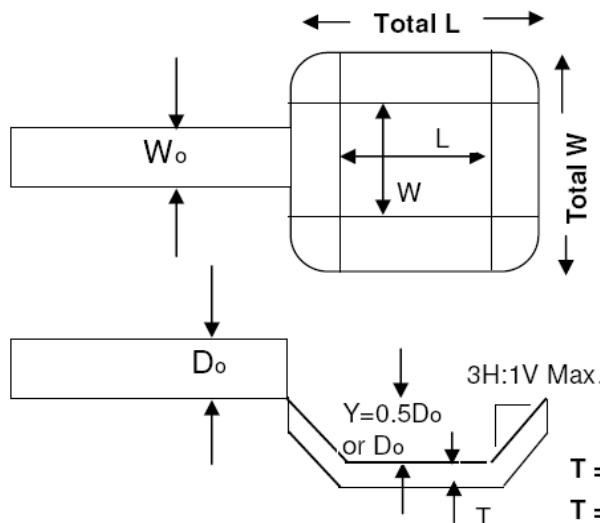 Total L
Wo
L
W
Total W
Do
3H:1V Max.
Y=0.5Do
or Do
T =
T
T =